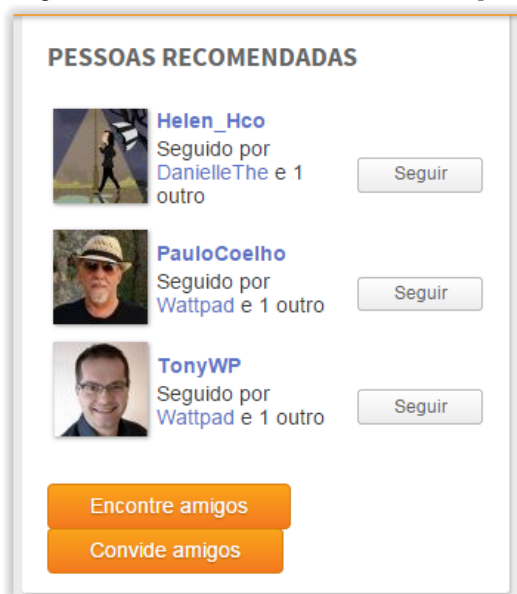 PESSOAS RECOMENDADAS
Helen_Hco
Seguido por
DanielleThe e 1
outro
Seguir
PauloCoelho
Seguido por
Wattpad e 1 outro
Seguir
TonyWP
Seguido por
Wattpad e 1 outro
Seguir
Encontre amigos
Convide amigos